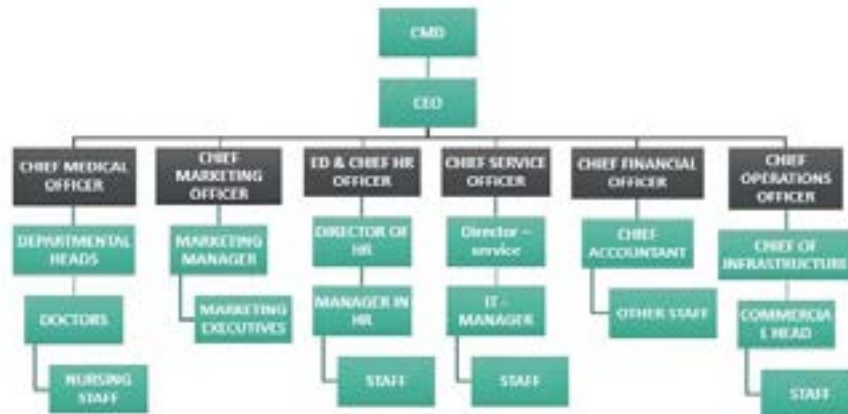 CMD
CEO
CHIEF MEDICAL
OFFICER
CHIEF
MARKETING
OFFICER
ED & CHIEF HR
OFFICER
CHIEF SERVICE
OFFICER
CHIEF FINANCIAL
OFFICER
CHIEF
OPERATIONS
OFFICER
DEPARTMENTAL
HEADS
MARKETING
MANAGER
DIRECTOR OF
HR
Director –
service
CHIEF
ACCOUNTANT
CHIEF OF
INFRASTRUCTURE
DOCTORS
MARKETING
EXECUTIVES
MANAGER IN
HR
IT -
MANAGER
OTHER STAFF
COMMERCIA
L HEAD
NURSING
STAFF
STAFF
STAFF
STAFF